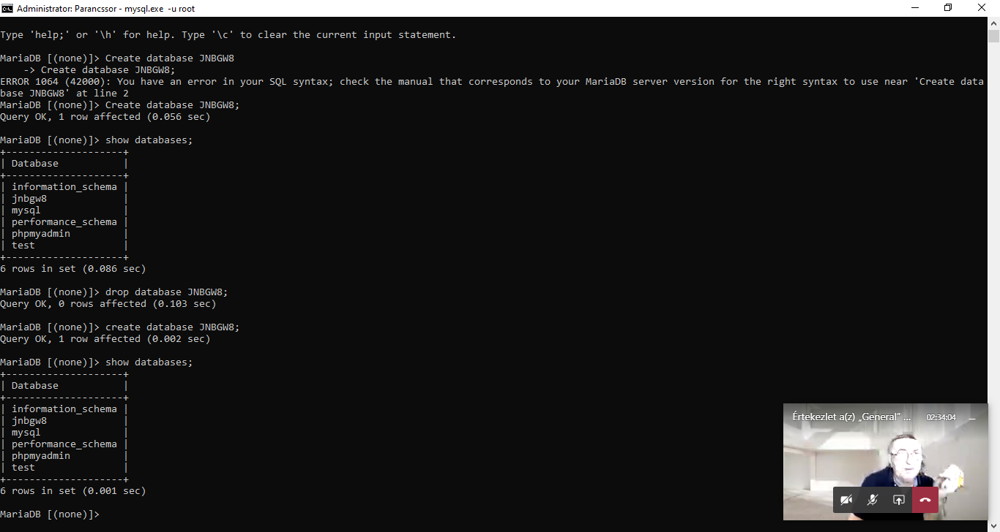 Administrator: Parancssor - mysql.exe  -u root
Type 'help;' or '\h' for help. Type '\c' to clear the current input statement.
MariaDB [(none)]> Create database JNBGW8
    -> Create database JNBGW8;
ERROR 1064 (42000): You have an error in your SQL syntax; check the manual that corresponds to your MariaDB server version for the right syntax to use near 'Create data
base JNBGW8' at line 2
MariaDB [(none)]> Create database JNBGW8;
Query OK, 1 row affected (0.056 sec)
MariaDB [(none)]> show databases;
+--------------------+
| Database           |
+--------------------+
| information_schema |
| jnbgw8             |
| mysql              |
| performance_schema |
| phpmyadmin         |
| test               |
+--------------------+
6 rows in set (0.086 sec)
MariaDB [(none)]> drop database JNBGW8;
Query OK, 0 rows affected (0.103 sec)
MariaDB [(none)]> create database JNBGW8;
Query OK, 1 row affected (0.002 sec)
MariaDB [(none)]> show databases;
+--------------------+
| Database           |
+--------------------+
| information_schema |
| jnbgw8             |
| mysql              |
| performance_schema |
| phpmyadmin         |
| test               |
+--------------------+
6 rows in set (0.001 sec)
MariaDB [(none)]>
Értekezlet a(z) „General” ... 02:34:04